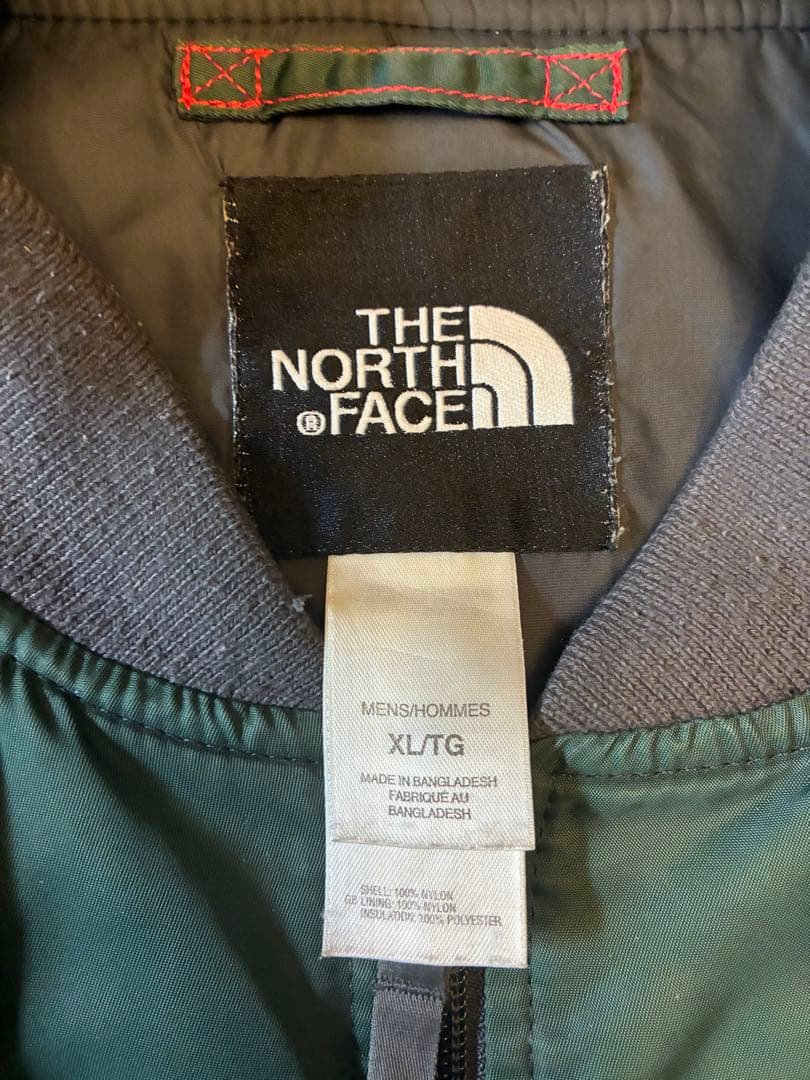 THE
NORTH
®FACE
MENS/HOMMES
XL/TG
MADE IN BANGLADESH
FABRIQUÉ AU
BANGLADESH
SHELL: 100% NYLON
GB LINING: 100% NYLON
INSULATION: 100% POLYESTER